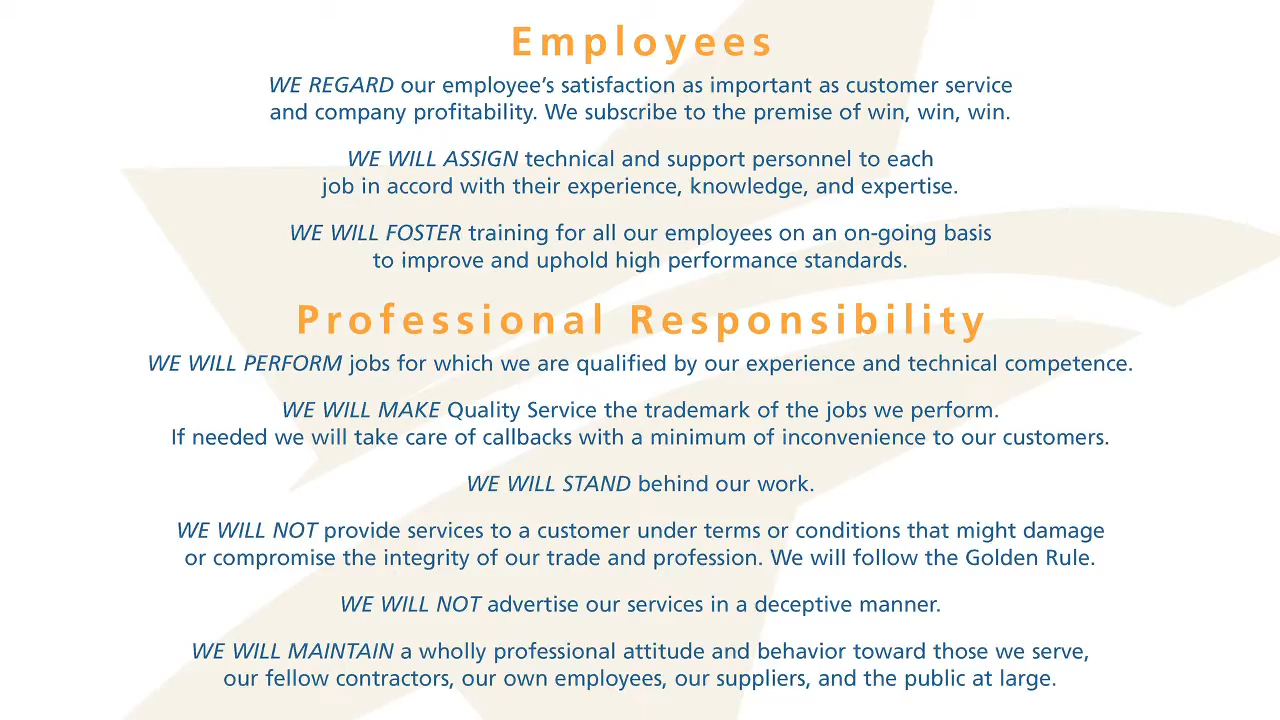 Employees
WE REGARD our employee’s satisfaction as important as customer service
and company profitability. We subscribe to the premise of win, win, win.
WE WILL ASSIGN technical and support personnel to each
job in accord with their experience, knowledge, and expertise.
WE WILL FOSTER training for all our employees on an on-going basis
to improve and uphold high performance standards.
Professional Responsibility
WE WILL PERFORM jobs for which we are qualified by our experience and technical competence.
WE WILL MAKE Quality Service the trademark of the jobs we perform.
If needed we will take care of callbacks with a minimum of inconvenience to our customers.
WE WILL STAND behind our work.
WE WILL NOT provide services to a customer under terms or conditions that might damage
or compromise the integrity of our trade and profession. We will follow the Golden Rule.
WE WILL NOT advertise our services in a deceptive manner.
WE WILL MAINTAIN a wholly professional attitude and behavior toward those we serve,
our fellow contractors, our own employees, our suppliers, and the public at large.